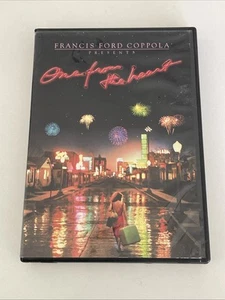 FRANCIS FORD COPPOLA
PRESENTS
One from the heart